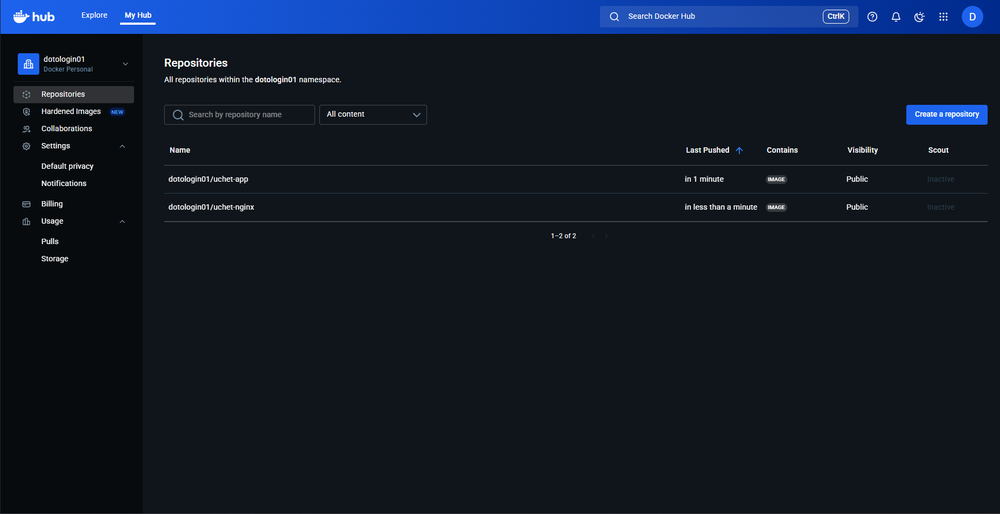 hub
Explore
My Hub
Search Docker Hub
CtrlK
D
dotologin01
Docker Personal
Repositories
Hardened Images NEW
Collaborations
Settings
Default privacy
Notifications
Billing
Usage
Pulls
Storage
Repositories
All repositories within the dotologin01 namespace.
Search by repository name
All content
Create a repository
Name Last Pushed Contains Visibility Scout
dotologin01/uchet-app in 1 minute IMAGE Public Inactive
dotologin01/uchet-nginx in less than a minute IMAGE Public Inactive
1–2 of 2